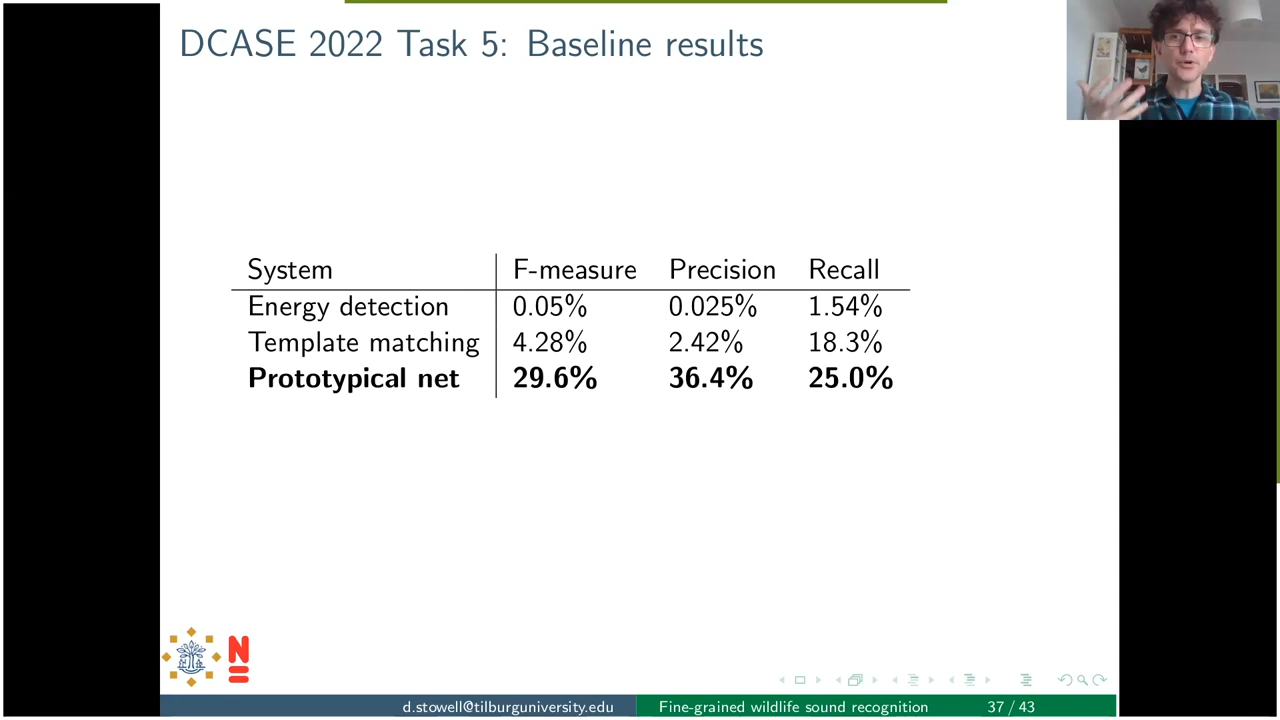 DCASE 2022 Task 5: Baseline results
System F-measure Precision Recall
Energy detection 0.05% 0.025% 1.54%
Template matching 4.28% 2.42% 18.3%
Prototypical net 29.6% 36.4% 25.0%
N
d.stowell@tilburguniversity.edu Fine-grained wildlife sound recognition 37 / 43